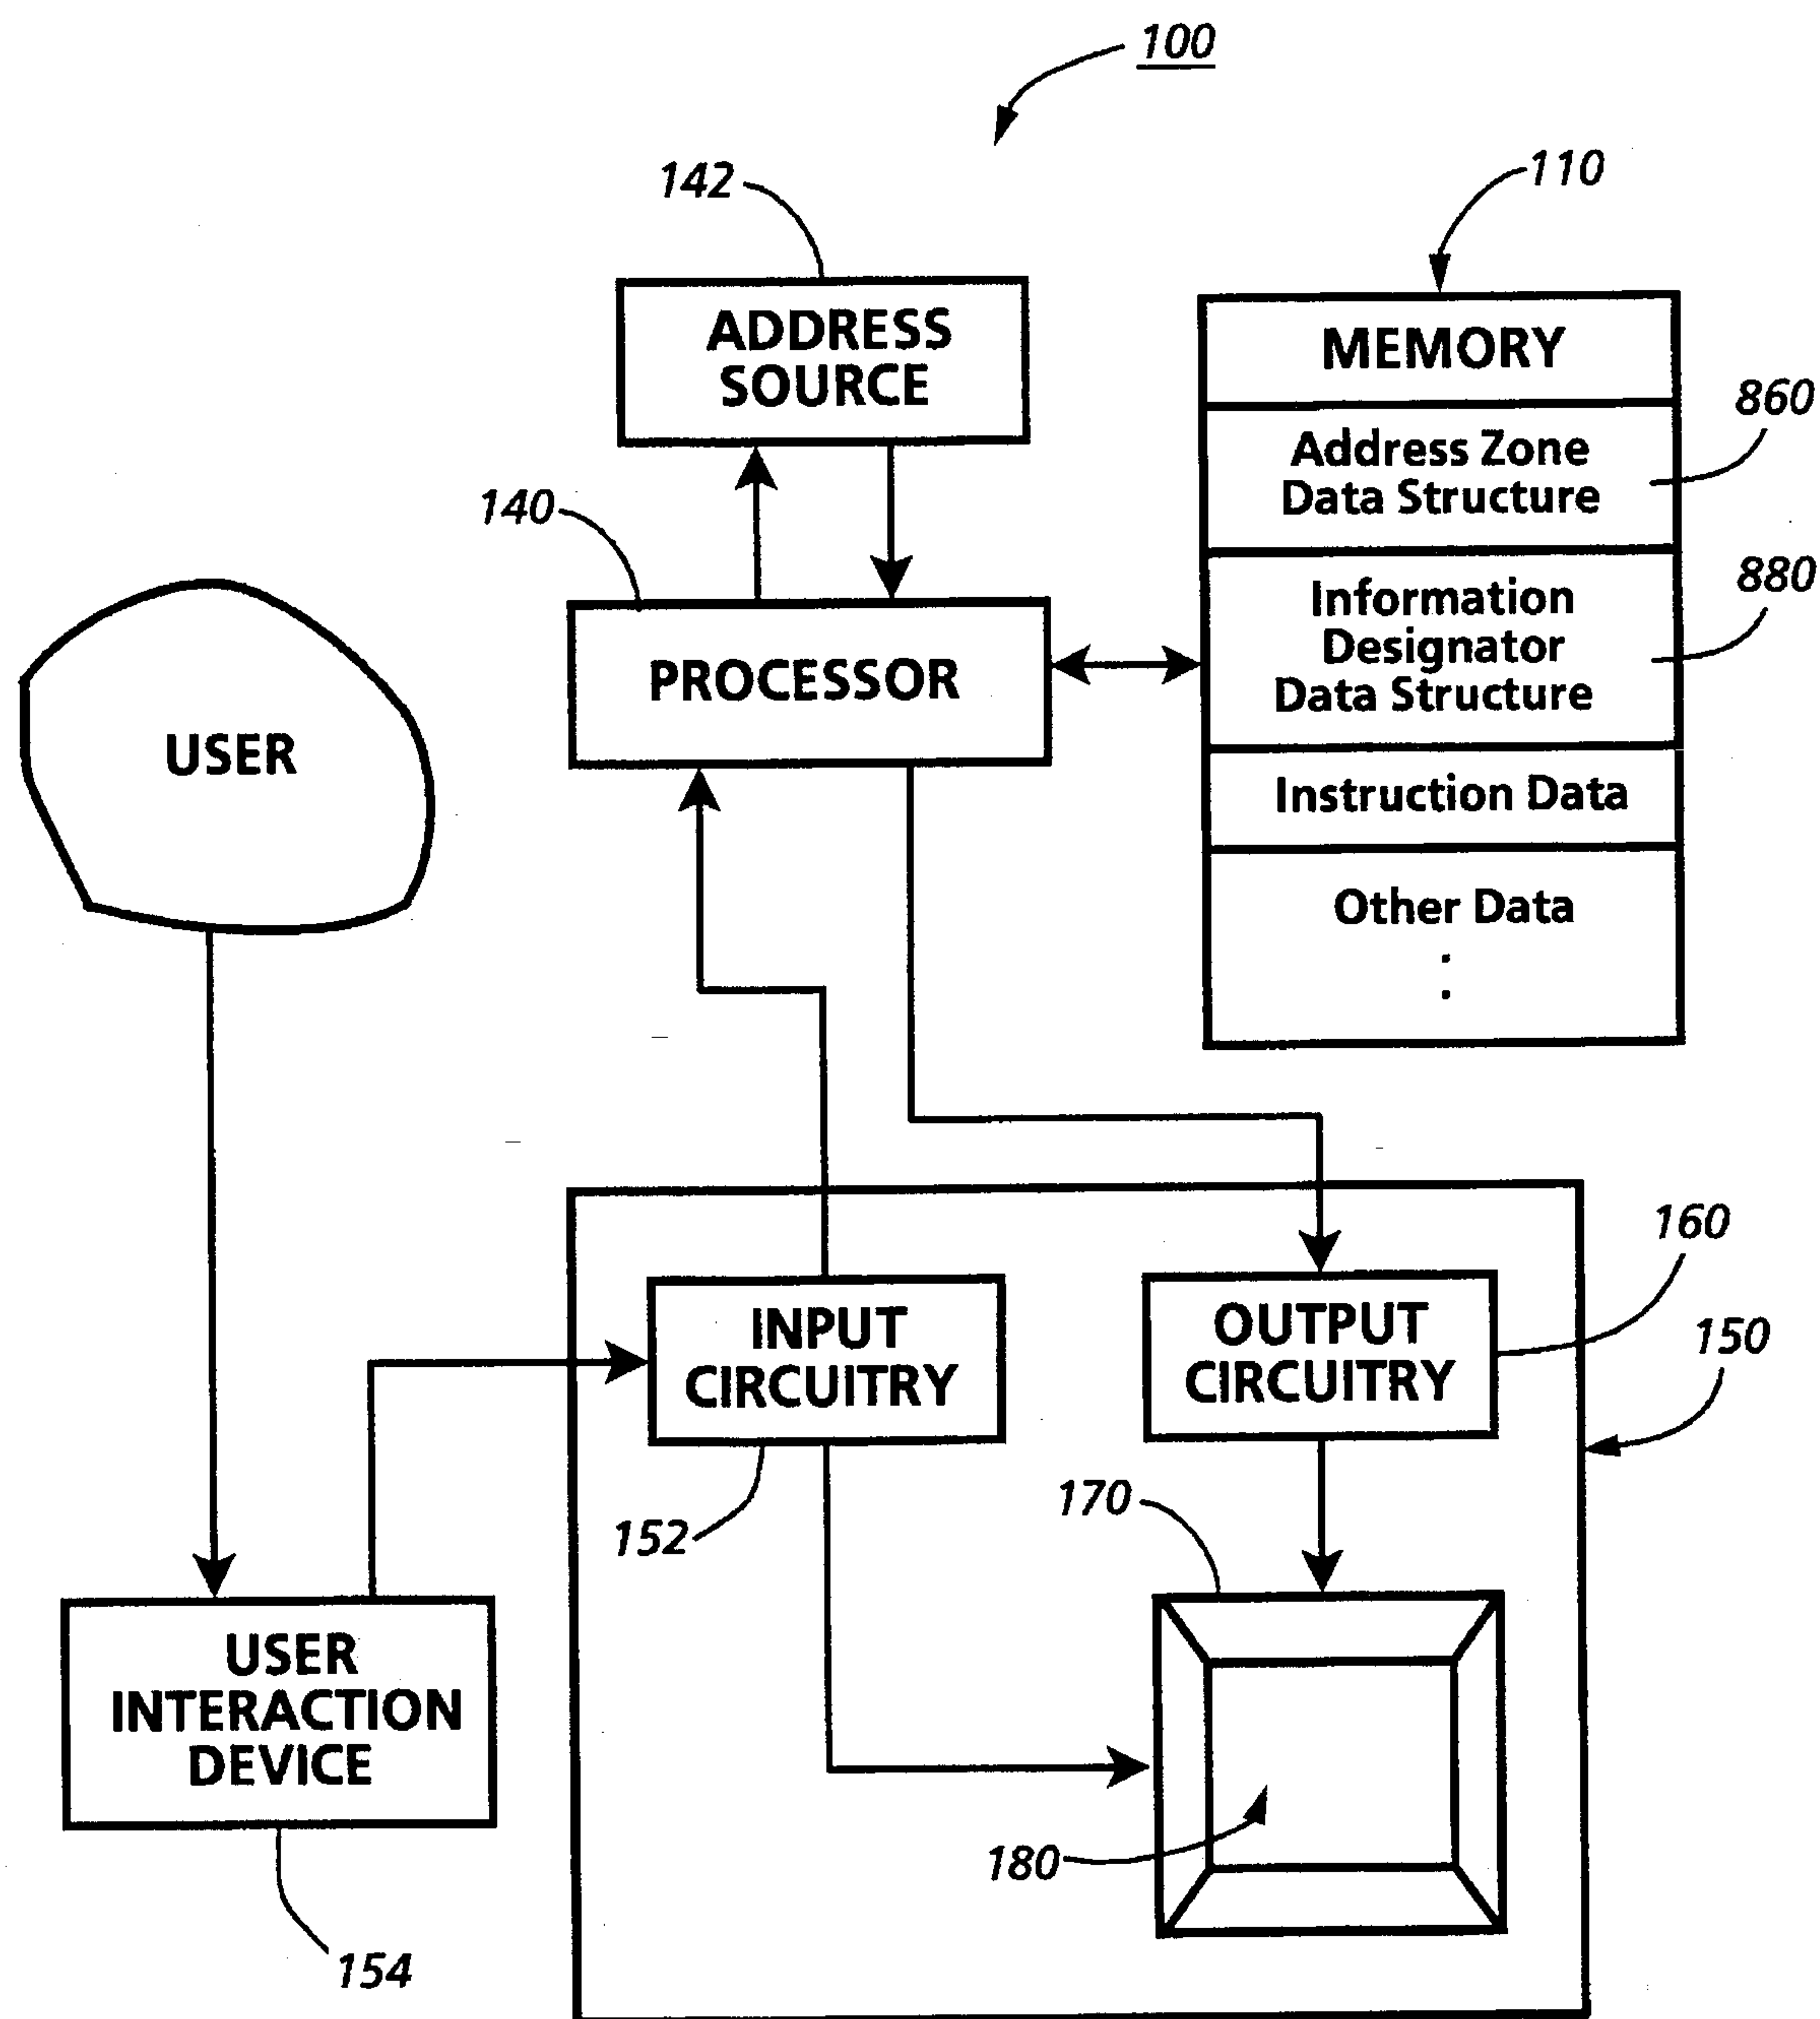 100
142
110
ADDRESS
SOURCE
MEMORY
860
Address Zone
Data Structure
140
880
Information
Designator
Data Structure
PROCESSOR
USER
Instruction Data
Other Data
160
INPUT
CIRCUITRY
OUTPUT
CIRCUITRY
150
170
152
USER
INTERACTION
DEVICE
180
154